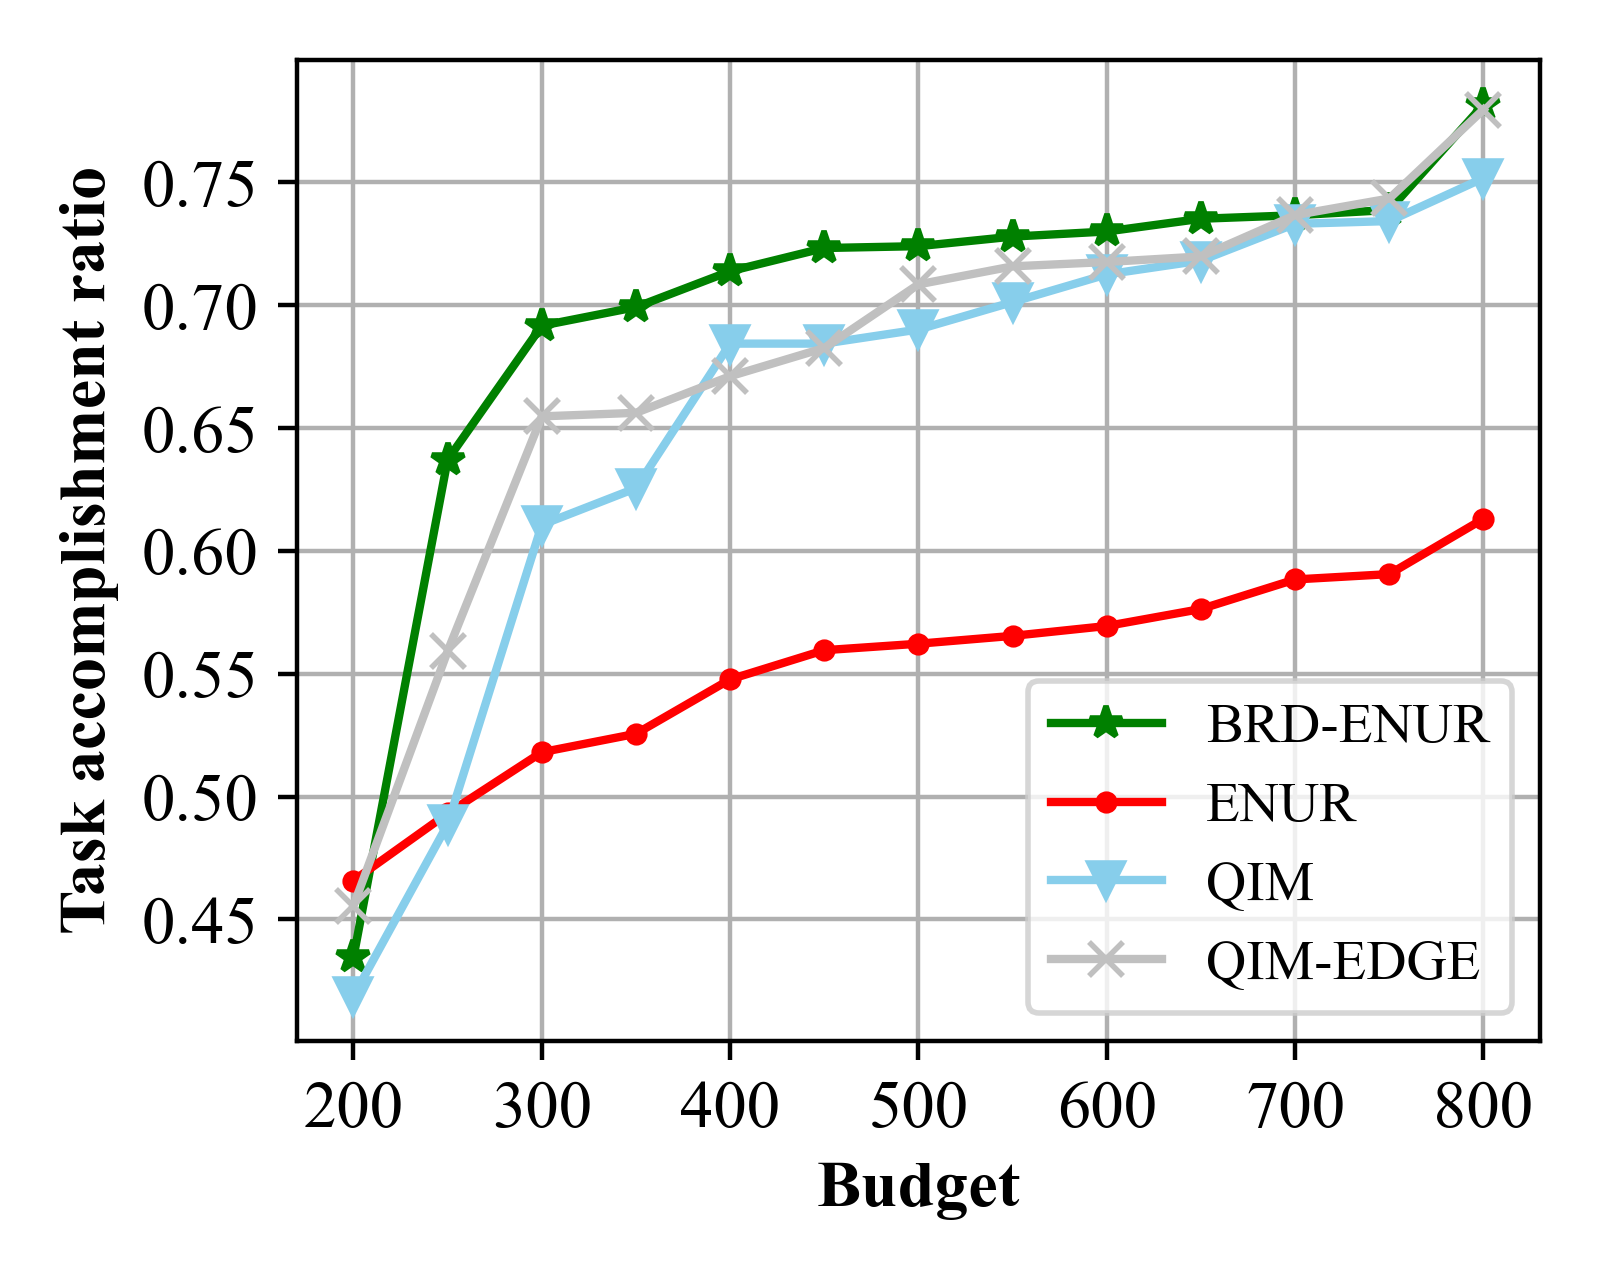 Task accomplishment ratio
0.75
0.70
0.65
0.60
0.55
0.50
0.45
BRD-ENUR
ENUR
QIM
QIM-EDGE
200 300 400 500 600 700 800
Budget